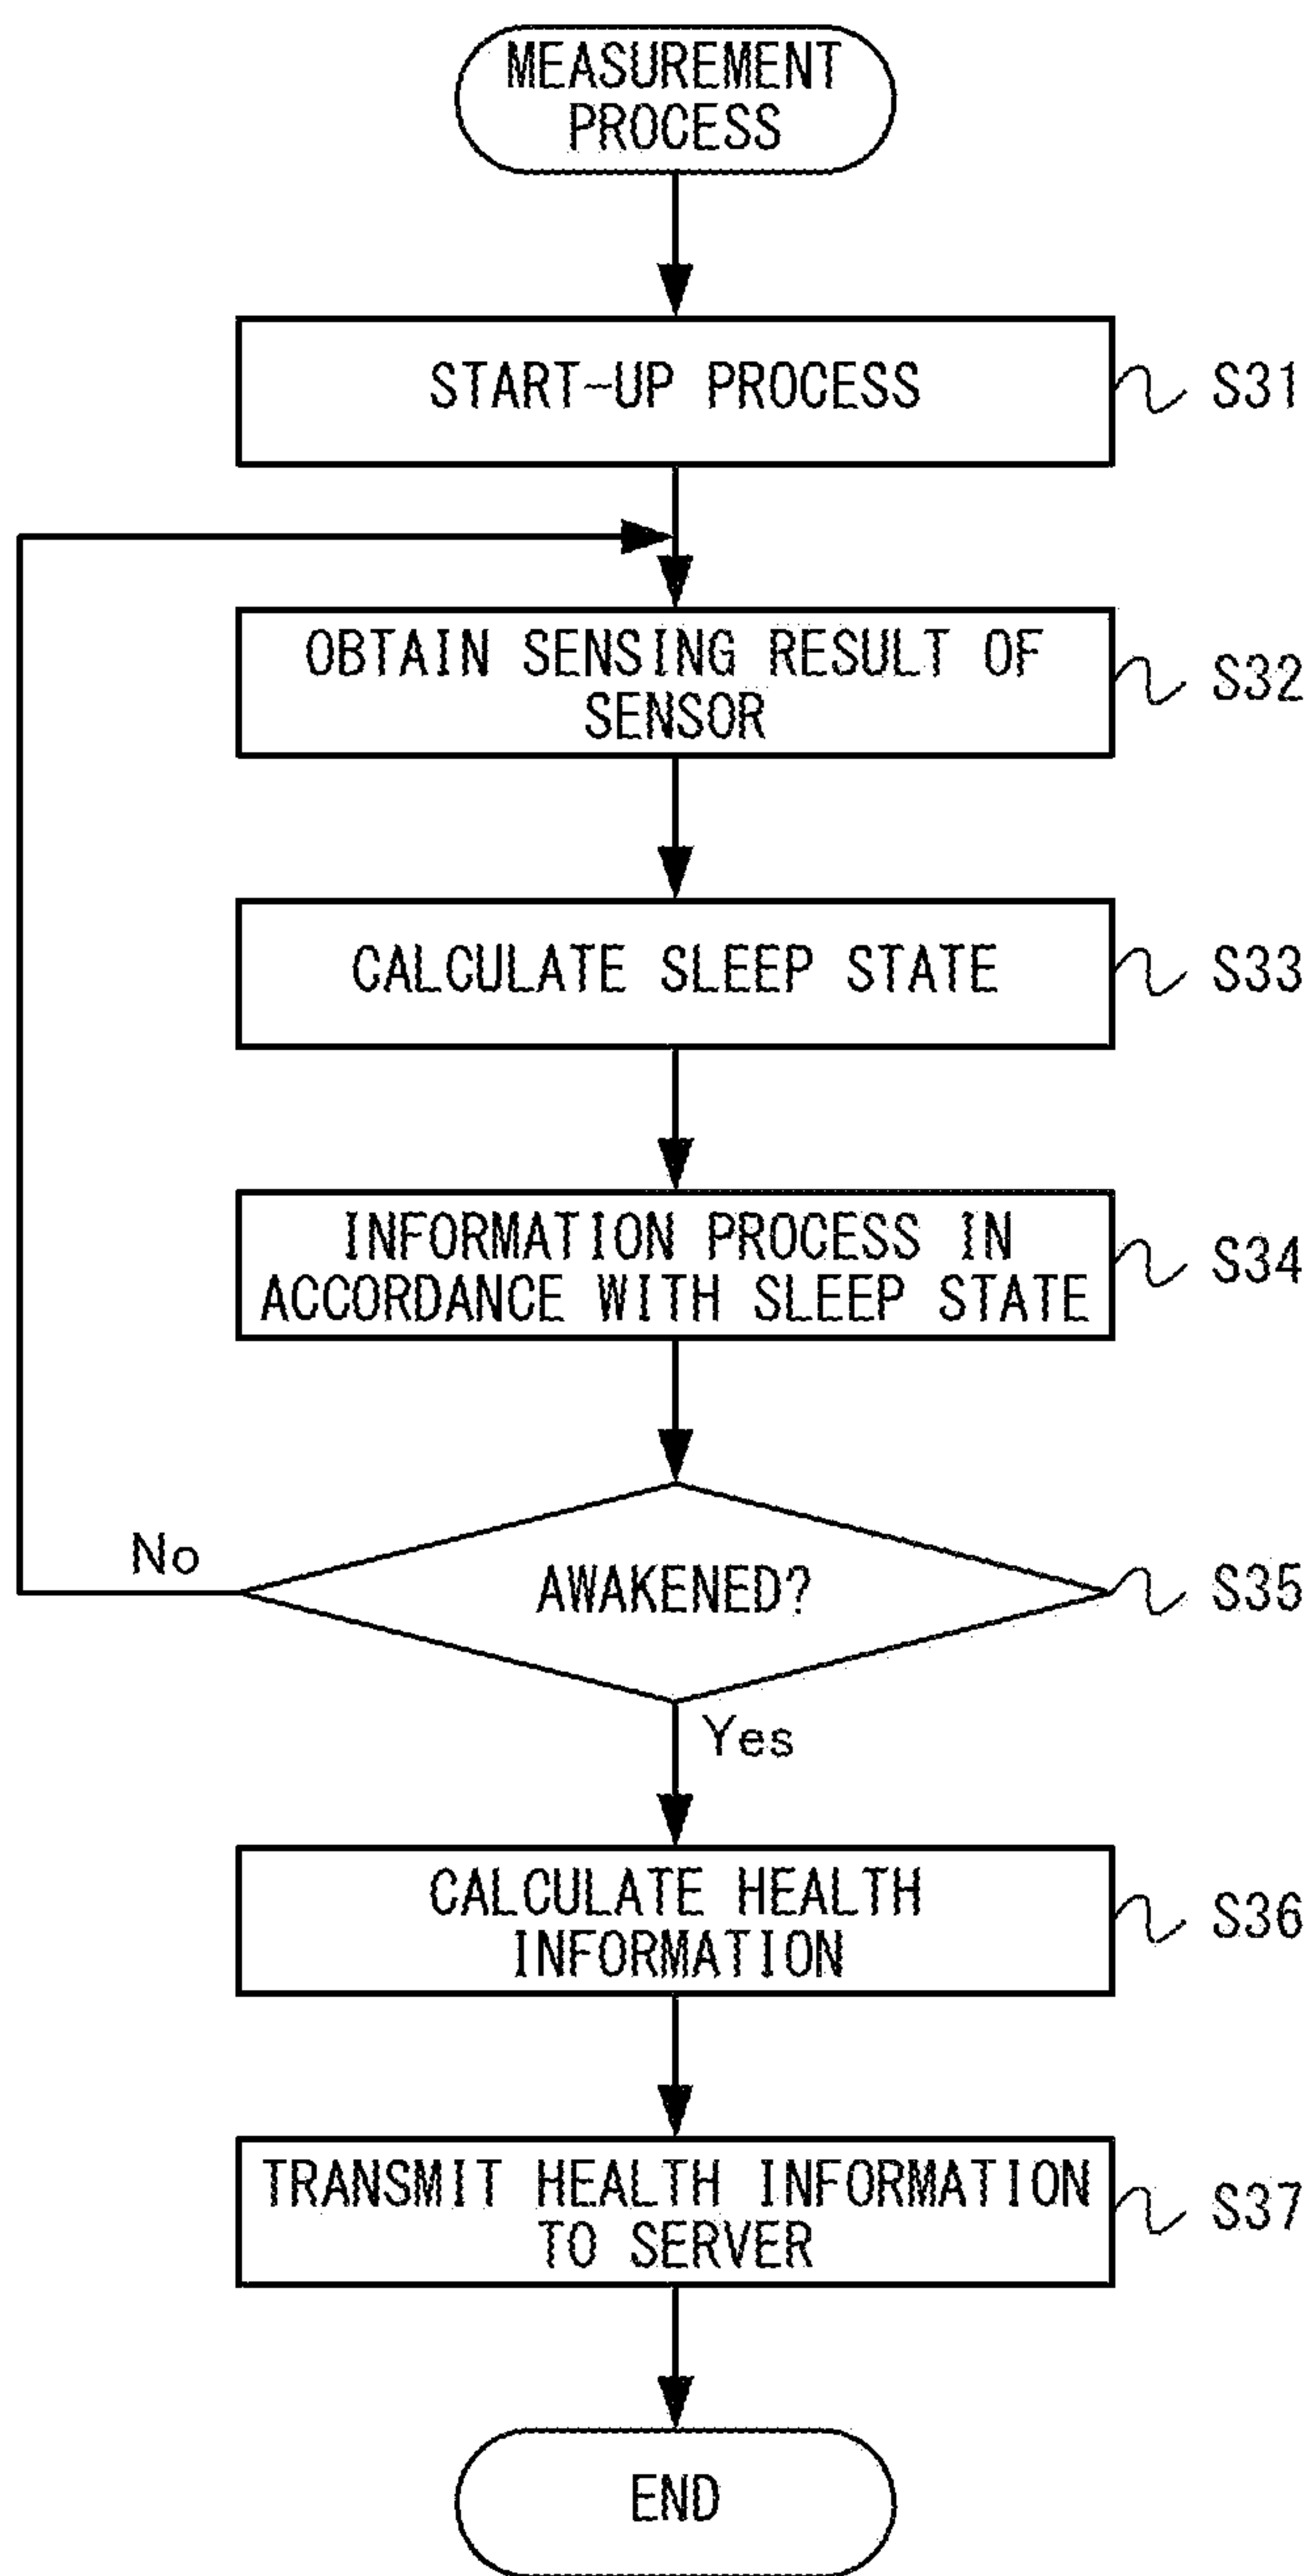 MEASUREMENT
PROCESS
START-UP PROCESS
S31
OBTAIN SENSING RESULT OF
SENSOR
S32
CALCULATE SLEEP STATE
S33
INFORMATION PROCESS IN
ACCORDANCE WITH SLEEP STATE
S34
No
AWAKENED?
S35
Yes
CALCULATE HEALTH
INFORMATION
S36
TRANSMIT HEALTH INFORMATION
TO SERVER
S37
END